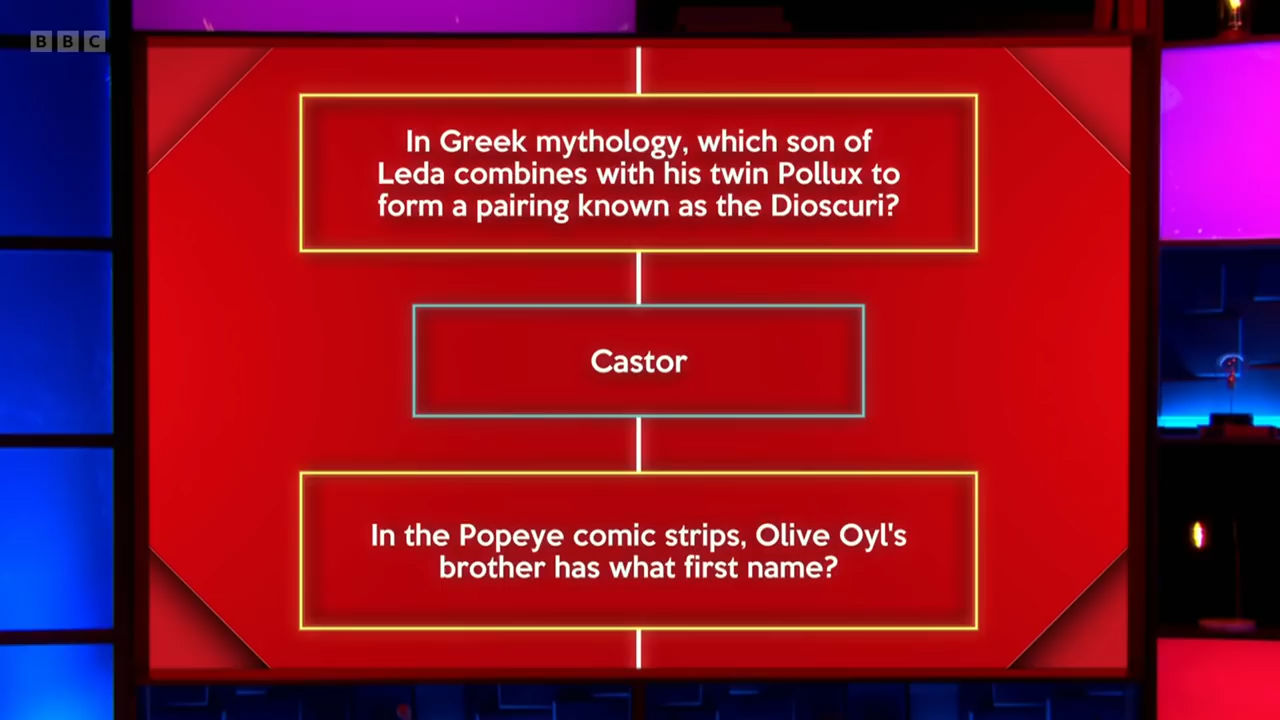 BBC
In Greek mythology, which son of
Leda combines with his twin Pollux to
form a pairing known as the Dioscuri?
Castor
In the Popeye comic strips, Olive Oyl's
brother has what first name?